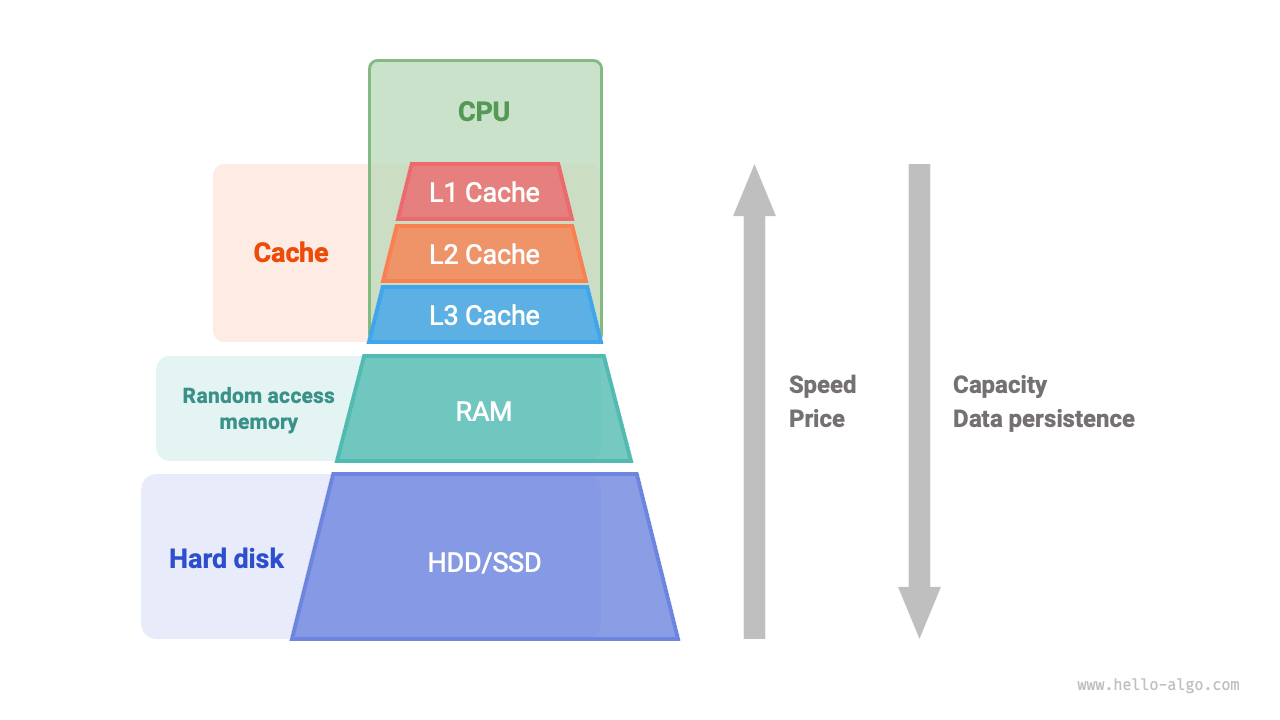 CPU
L1 Cache
L2 Cache
L3 Cache
Cache
Random access
memory
RAM
Hard disk
HDD/SSD
Speed
Price
Capacity
Data persistence
www.hello-algo.com